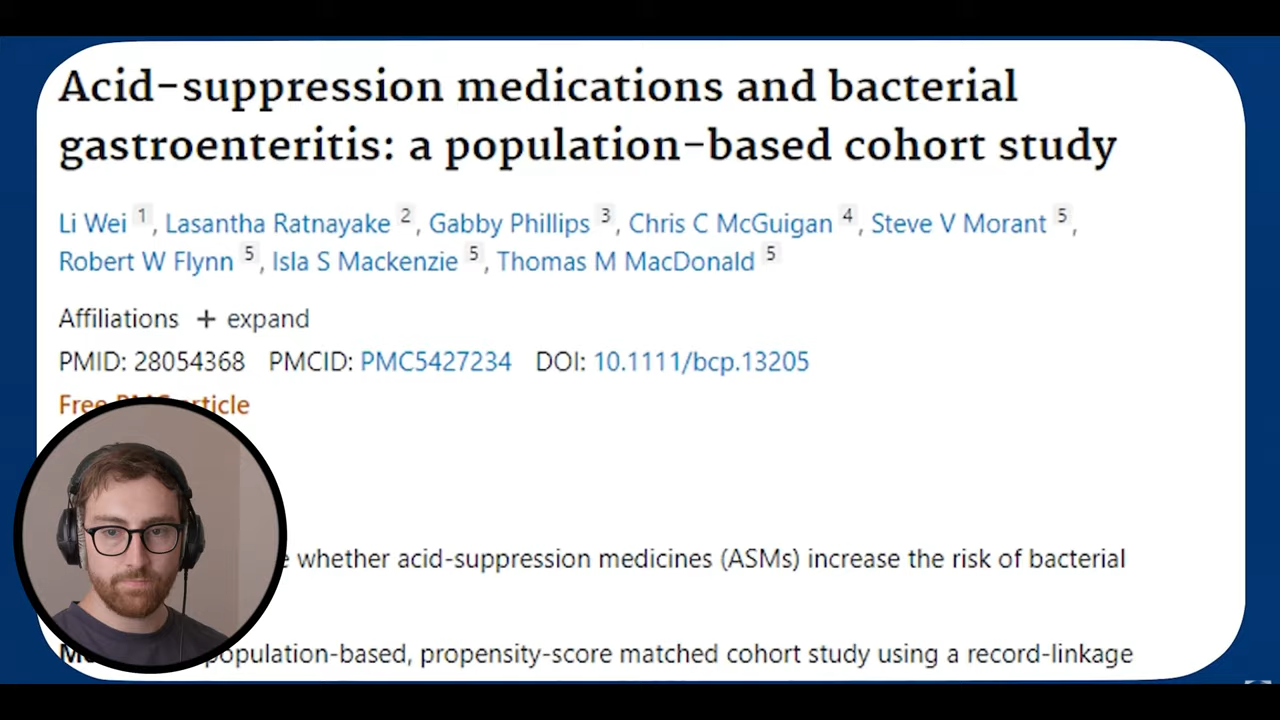 Acid-suppression medications and bacterial
gastroenteritis: a population-based cohort study
Li Wei 1, Lasantha Ratnayake 2, Gabby Phillips 3, Chris C McGuigan 4, Steve V Morant 5,
Robert W Flynn 5, Isla S Mackenzie 5, Thomas M MacDonald 5
Affiliations + expand
PMID: 28054368 PMCID: PMC5427234 DOI: 10.1111/bcp.13205
Free article
whether acid-suppression medicines (ASMs) increase the risk of bacterial
population-based, propensity-score matched cohort study using a record-linkage